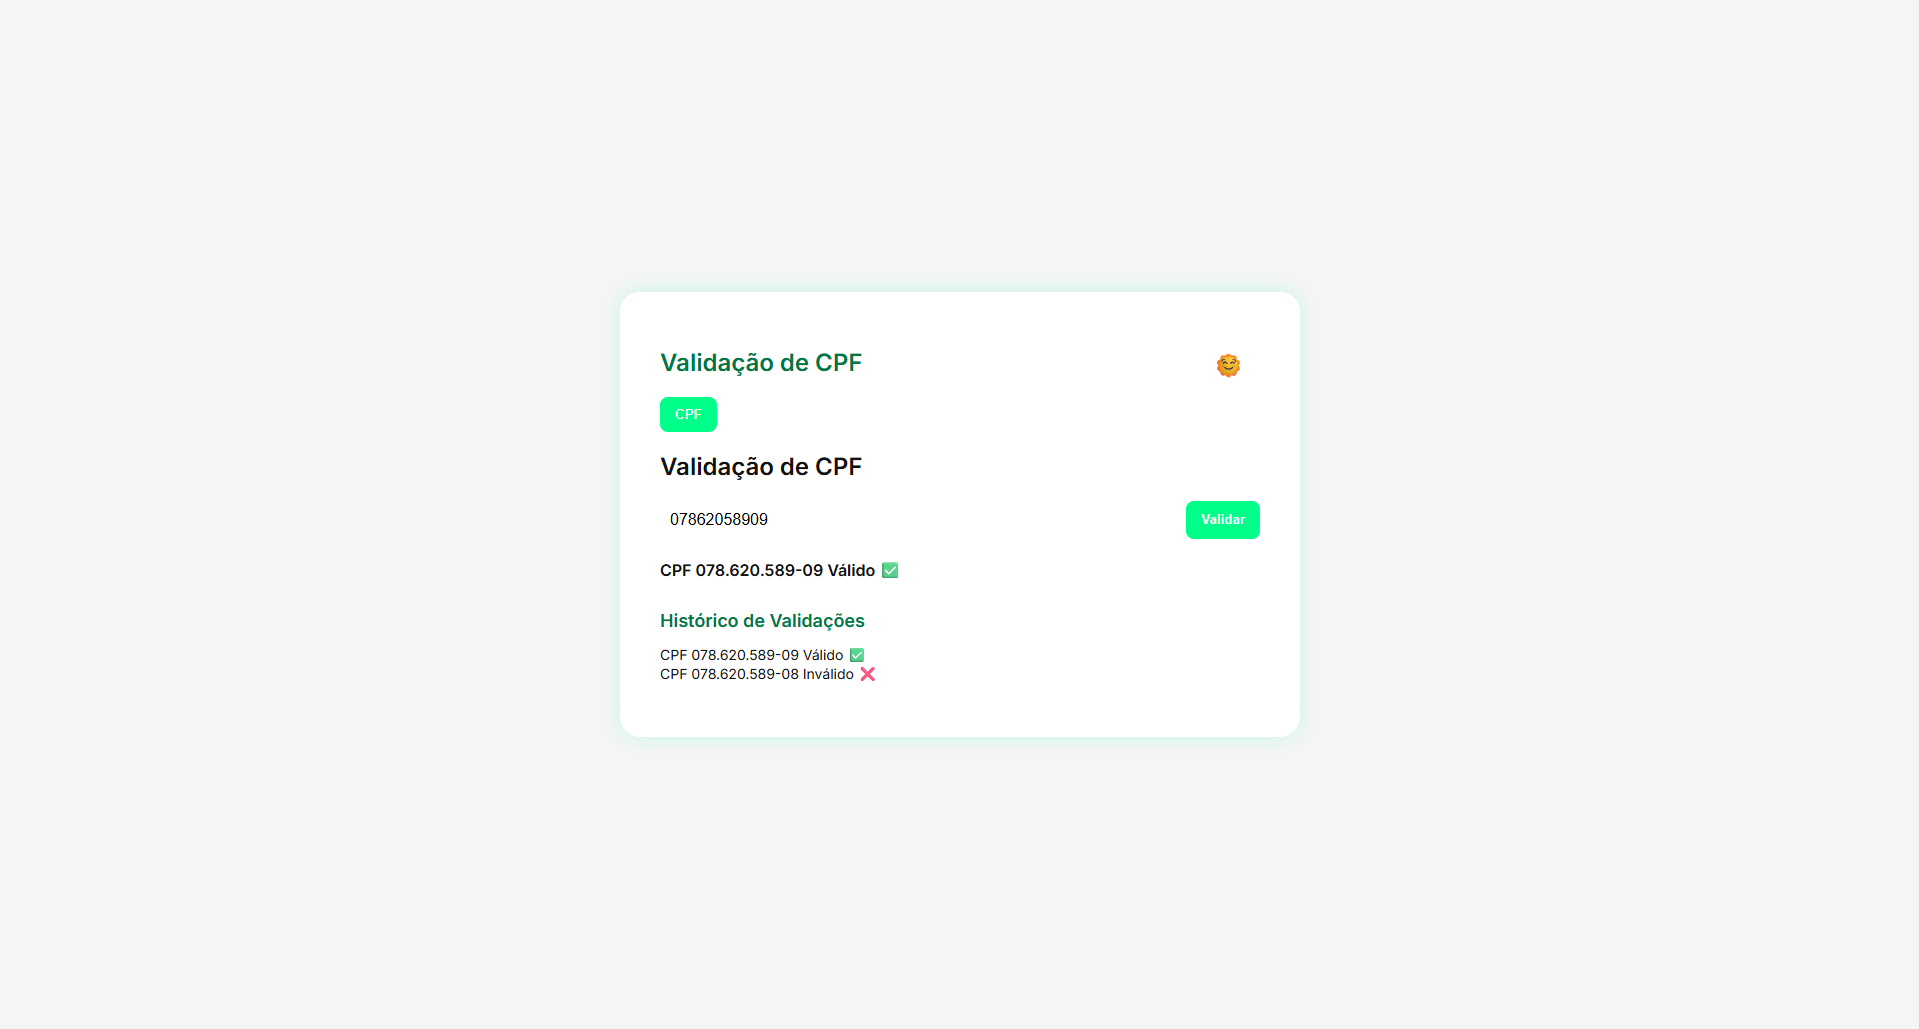 Validação de CPF
CPF
Validação de CPF
07862058909
Validar
CPF 078.620.589-09 Válido ✅
Histórico de Validações
CPF 078.620.589-09 Válido ✅
CPF 078.620.589-08 Inválido ❌